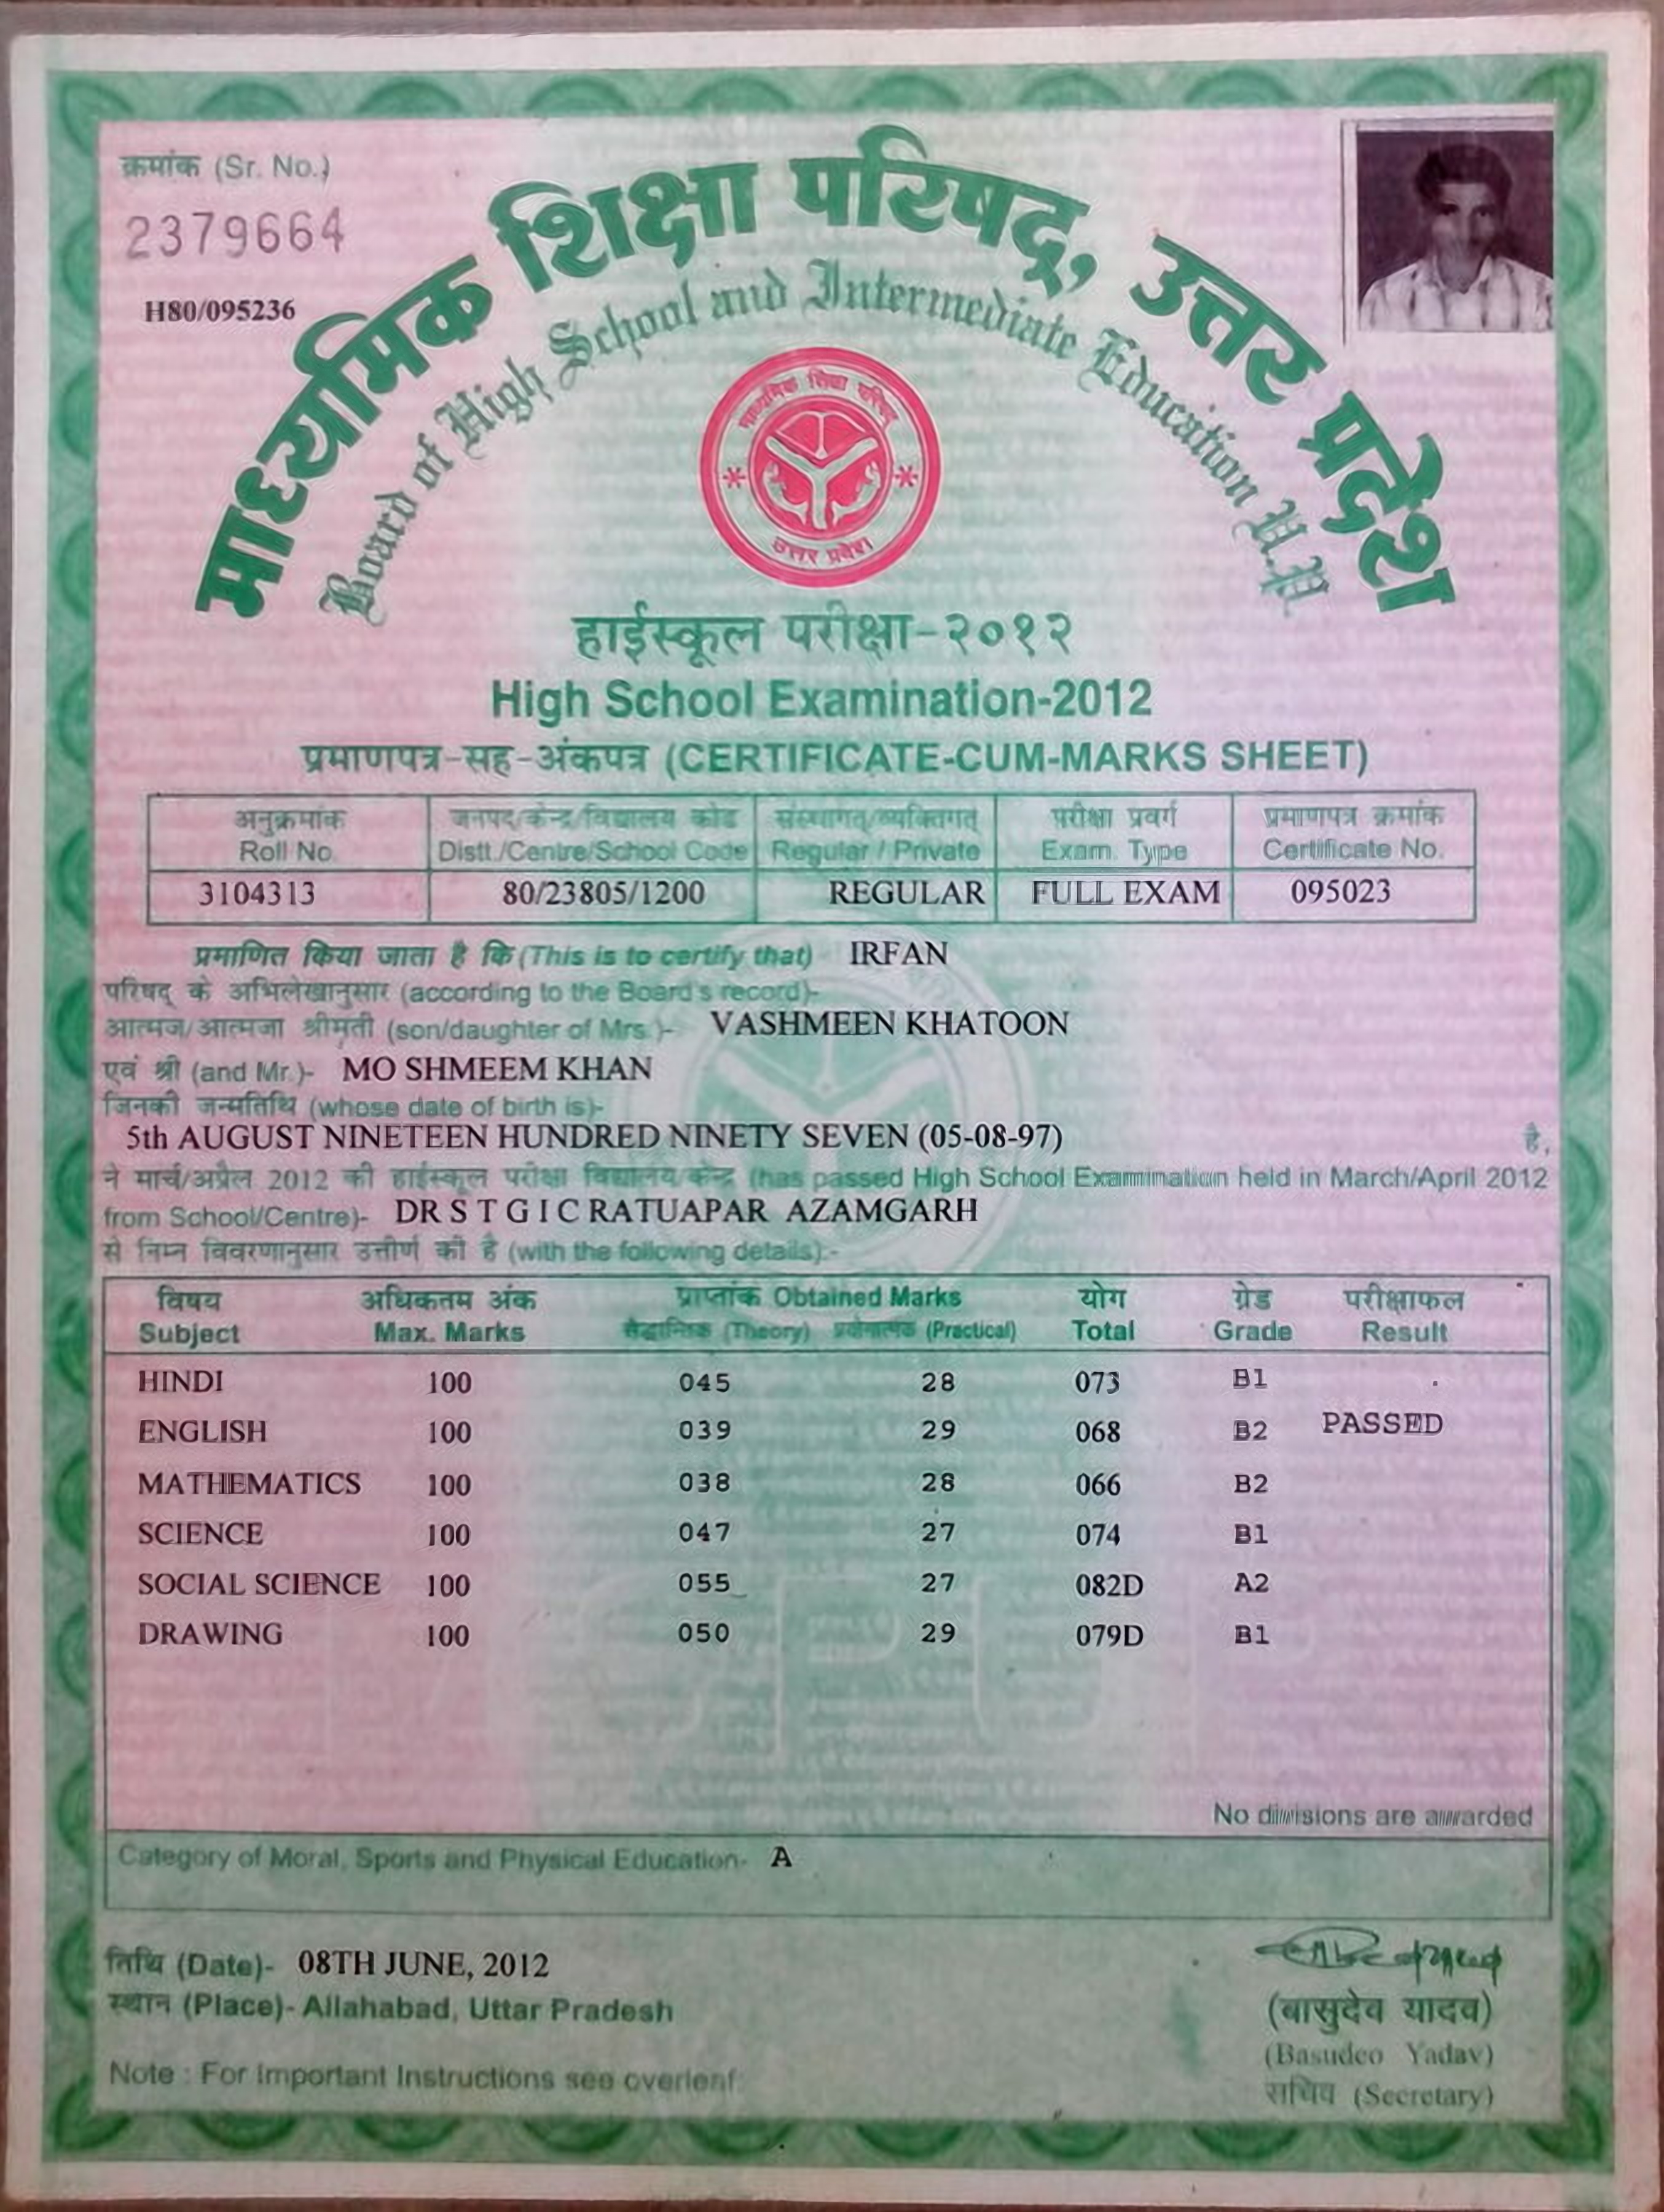 क्रमांक (Sr. No.)
2379664
H80/095236
माध्यमिक शिक्षा परिषद्, उत्तर प्रदेश
Board of High School and Intermediate Education U.P.
माध्यमिक शिक्षा परिषद्
उत्तर प्रदेश
हाईस्कूल परीक्षा-२०१२
High School Examination-2012
प्रमाणपत्र-सह-अंकपत्र (CERTIFICATE-CUM-MARKS SHEET)
अनुक्रमांक जनपद/केन्द्र/विद्यालय कोड संस्थागत/व्यक्तिगत परीक्षा प्रवर्ग प्रमाणपत्र क्रमांक
Roll No. Distt./Centre/School Code Regular / Private Exam. Type Certificate No.
3104313 80/23805/1200 REGULAR FULL EXAM 095023
प्रमाणित किया जाता है कि (This is to certify that) IRFAN
परिषद् के अभिलेखानुसार (according to the Board's record)-
आत्मज/आत्मजा श्रीमती (son/daughter of Mrs.)- VASHMEEN KHATOON
एवं श्री (and Mr.)- MO SHMEEM KHAN
जिनकी जन्मतिथि (whose date of birth is)-
5th AUGUST NINETEEN HUNDRED NINETY SEVEN (05-08-97) है,
ने मार्च/अप्रैल 2012 की हाईस्कूल परीक्षा विद्यालय/केन्द्र (has passed High School Examination held in March/April 2012
from School/Centre)- DR S T G I C RATUAPAR AZAMGARH
से निम्न विवरणानुसार उत्तीर्ण की है (with the following details):-
विषय अधिकतम अंक प्राप्तांक Obtained Marks योग ग्रेड परीक्षाफल
Subject Max. Marks सैद्धान्तिक (Theory) प्रयोगात्मक (Practical) Total Grade Result
HINDI 100 045 28 073 B1
ENGLISH 100 039 29 068 B2 PASSED
MATHEMATICS 100 038 28 066 B2
SCIENCE 100 047 27 074 B1
SOCIAL SCIENCE 100 055 27 082D A2
DRAWING 100 050 29 079D B1
No divisions are awarded
Category of Moral, Sports and Physical Education- A
तिथि (Date)- 08TH JUNE, 2012
स्थान (Place)- Allahabad, Uttar Pradesh
(बासुदेव यादव)
(Basudeo Yadav)
सचिव (Secretary)
Note : For Important Instructions see overleaf